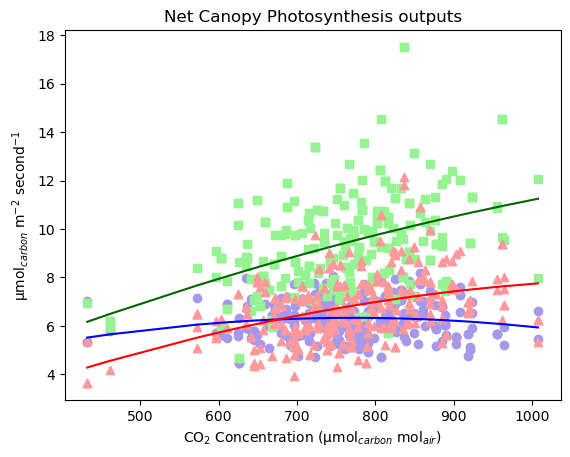 Net Canopy Photosynthesis outputs
18
16
14
12
10
8
6
4
μmol_carbon m⁻² second⁻¹
500 600 700 800 900 1000
CO₂ Concentration (μmol_carbon mol_air)